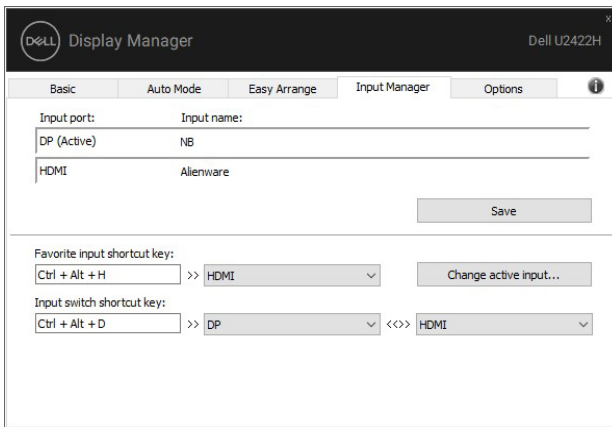 x
DELL Display Manager Dell U2422H
Basic Auto Mode Easy Arrange Input Manager Options i
Input port: Input name:
DP (Active) NB
HDMI Alienware
Save
Favorite input shortcut key:
Ctrl + Alt + H >> HDMI Change active input...
Input switch shortcut key:
Ctrl + Alt + D >> DP <<>> HDMI